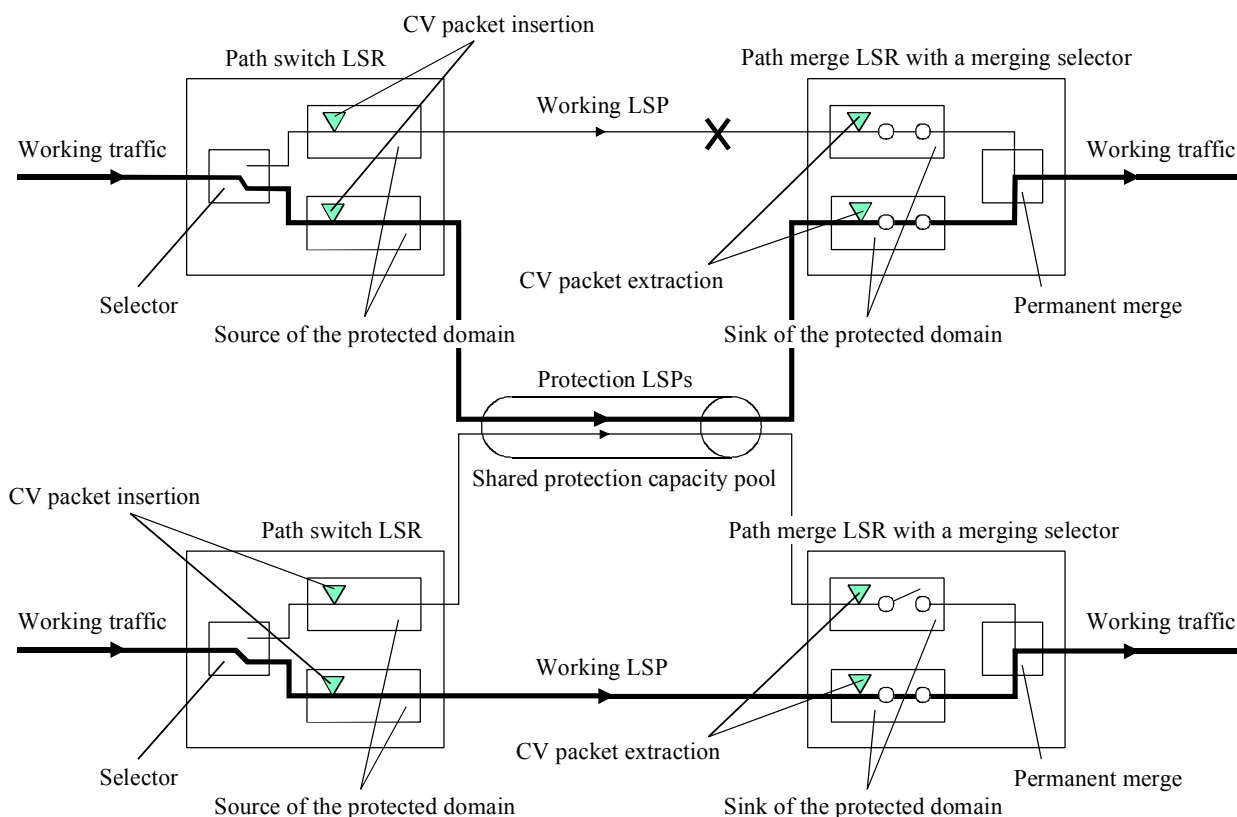 CV packet insertion
Path switch LSR
Path merge LSR with a merging selector
Working LSP
Working traffic
Working traffic
CV packet extraction
Selector
Permanent merge
Source of the protected domain
Sink of the protected domain
Protection LSPs
Shared protection capacity pool
CV packet insertion
Path switch LSR
Path merge LSR with a merging selector
Working traffic
Working traffic
Working LSP
CV packet extraction
Selector
Permanent merge
Source of the protected domain
Sink of the protected domain